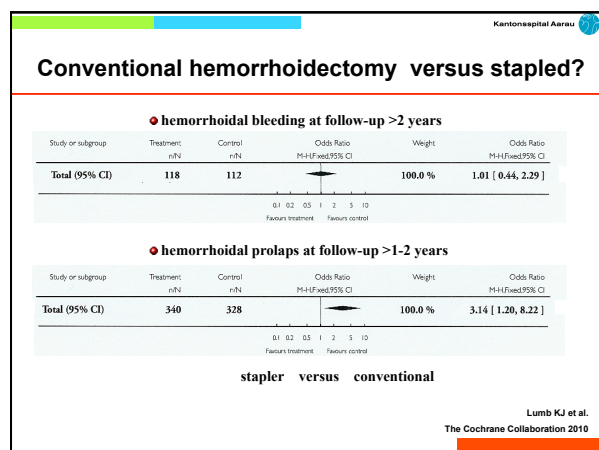 Kantonsspital Aarau
Conventional hemorrhoidectomy versus stapled?
hemorrhoidal bleeding at follow-up >2 years
Study or subgroup Treatment Control Odds Ratio Weight Odds Ratio
n/N n/N M-H,Fixed,95% CI M-H,Fixed,95% CI
Total (95% CI) 118 112 100.0 % 1.01 [ 0.44, 2.29 ]
0.1 0.2 0.5 1 2 5 10
Favours treatment Favours control
hemorrhoidal prolaps at follow-up >1-2 years
Study or subgroup Treatment Control Odds Ratio Weight Odds Ratio
n/N n/N M-H,Fixed,95% CI M-H,Fixed,95% CI
Total (95% CI) 340 328 100.0 % 3.14 [ 1.20, 8.22 ]
0.1 0.2 0.5 1 2 5 10
Favours treatment Favours control
stapler versus conventional
Lumb KJ et al.
The Cochrane Collaboration 2010